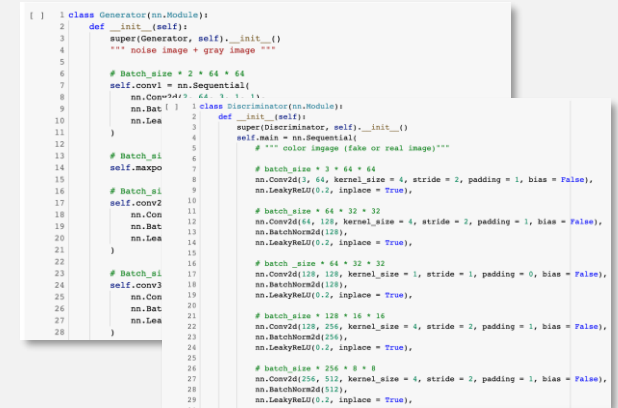 [ ] 1 class Generator(nn.Module):
2 def __init__(self):
3 super(Generator, self).__init__()
4 """ noise image + gray image """
5
6 # Batch_size * 2 * 64 * 64
7 self.conv1 = nn.Sequential(
8 nn.Conv2d(2, 64, 3, 1, 1)
9 nn.Bat
10 nn.Lea
11 )
12
13 # Batch_si
14 self.maxpo
15
16 # Batch_si
17 self.conv2
18 nn.Con
19 nn.Bat
20 nn.Lea
21 )
22
23 # Batch_si
24 self.conv3
25 nn.Con
26 nn.Bat
27 nn.Lea
28 )
[ ] 1 class Discriminator(nn.Module):
2 def __init__(self):
3 super(Discriminator, self).__init__()
4 self.main = nn.Sequential(
5 # """ color imgage (fake or real image)"""
6
7 # batch_size * 3 * 64 * 64
8 nn.Conv2d(3, 64, kernel_size = 4, stride = 2, padding = 1, bias = False),
9 nn.LeakyReLU(0.2, inplace = True),
10
11 # batch_size * 64 * 32 * 32
12 nn.Conv2d(64, 128, kernel_size = 4, stride = 2, padding = 1, bias = False),
13 nn.BatchNorm2d(128),
14 nn.LeakyReLU(0.2, inplace = True),
15
16 # batch _size * 64 * 32 * 32
17 nn.Conv2d(128, 128, kernel_size = 1, stride = 1, padding = 0, bias = False),
18 nn.BatchNorm2d(128),
19 nn.LeakyReLU(0.2, inplace = True),
20
21 # batch_size * 128 * 16 * 16
22 nn.Conv2d(128, 256, kernel_size = 4, stride = 2, padding = 1, bias = False),
23 nn.BatchNorm2d(256),
24 nn.LeakyReLU(0.2, inplace = True),
25
26 # batch_size * 256 * 8 * 8
27 nn.Conv2d(256, 512, kernel_size = 4, stride = 2, padding = 1, bias = False),
28 nn.BatchNorm2d(512),
29 nn.LeakyReLU(0.2, inplace = True),